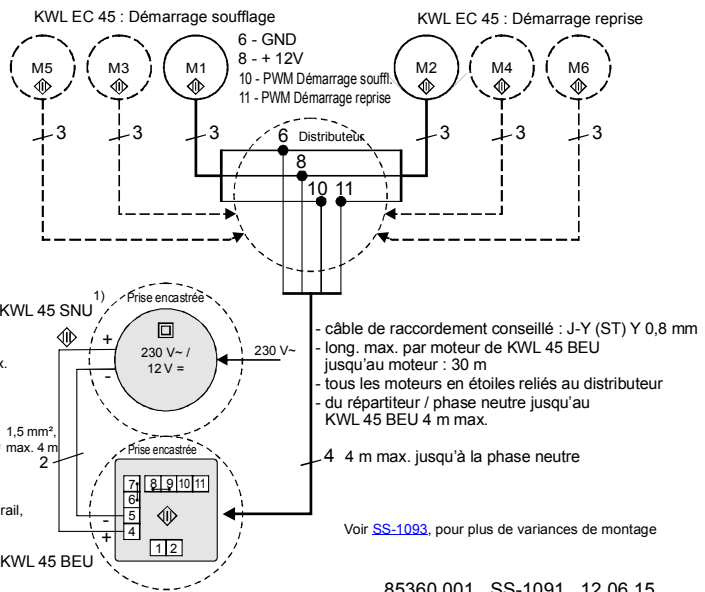 KWL EC 45 : Démarrage soufflage
KWL EC 45 : Démarrage reprise
6 - GND
8 - + 12V
10 - PWM Démarrage souffl.
11 - PWM Démarrage reprise
M5
M3
M1
M2
M4
M6
3
3
3
3
3
3
6 Distributeur
8
10 11
KWL 45 SNU
1)
Prise encastrée
+
-
230 V~ /
12 V =
230 V~
x.
1,5 mm²,
max. 4 m
2
Prise encastrée
7 8 9 10 11
6
5
4
-
+
1 2
rail,
KWL 45 BEU
- câble de raccordement conseillé : J-Y (ST) Y 0,8 mm
- long. max. par moteur de KWL 45 BEU
jusqu'au moteur : 30 m
- tous les moteurs en étoiles reliés au distributeur
- du répartiteur / phase neutre jusqu'au
KWL 45 BEU 4 m max.
4 4 m max. jusqu'à la phase neutre
Voir SS-1093, pour plus de variances de montage
85360.001 SS-1091 12.06.15